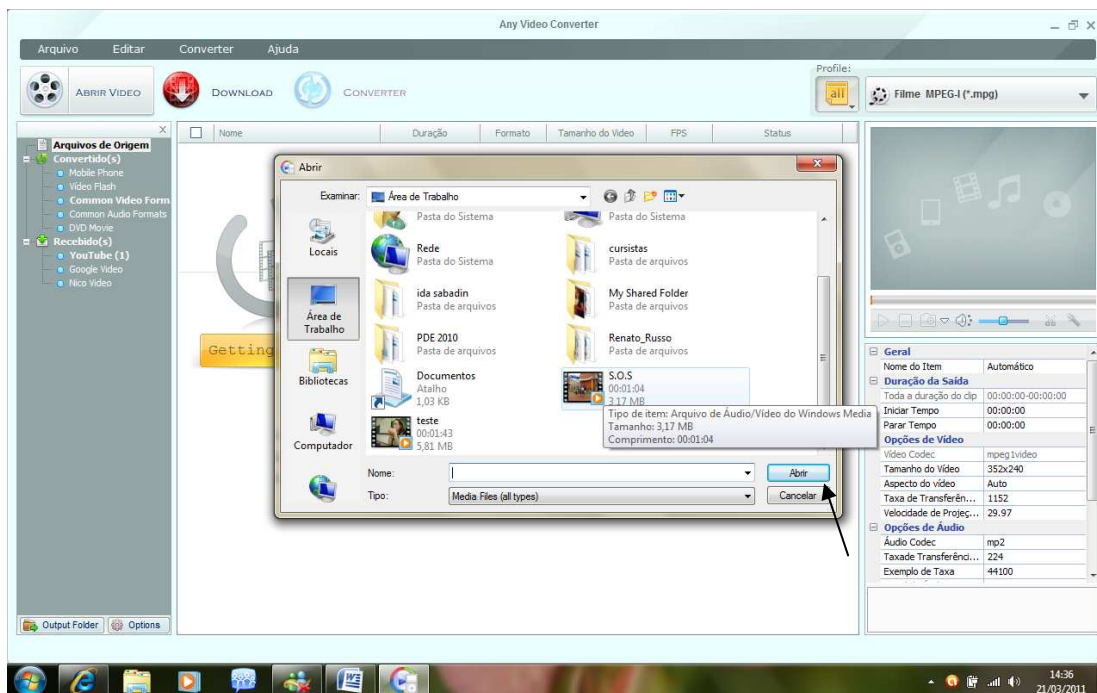 Any Video Converter
Arquivo Editar Converter Ajuda
Profile:
ABRIR VIDEO DOWNLOAD CONVERTER
all
Filme MPEG-I (*.mpg)
Arquivos de Origem
Convertido(s)
Mobile Phone
Video Flash
Common Video Form
Common Audio Formats
DVD Movie
Recebido(s)
YouTube (1)
Google Video
Nico Video
Nome Duração Formato Tamanho do Video FPS Status
Getting
Abrir
Examinar: Área de Trabalho
Locais
Área de
Trabalho
Bibliotecas
Computador
Pasta do Sistema
Pasta do Sistema
Rede
Pasta do Sistema
cursistas
Pasta de arquivos
ida sabadin
Pasta de arquivos
My Shared Folder
Pasta de arquivos
PDE 2010
Pasta de arquivos
Renato_Russo
Pasta de arquivos
Documentos
Atalho
1,03 KB
S.O.S
00:01:04
3,17 MB
teste
00:01:43
5,81 MB
Tipo de item: Arquivo de Áudio/Vídeo do Windows Media
Tamanho: 3,17 MB
Comprimento: 00:01:04
Nome: Abrir
Tipo: Media Files (all types) Cancelar
Geral
Nome do Item Automático
Duração da Saída
Toda a duração do clip 00:00:00-00:00:00
Iniciar Tempo 00:00:00
Parar Tempo 00:00:00
Opções de Vídeo
Vídeo Codec mpeg1video
Tamanho do Vídeo 352x240
Aspecto do vídeo Auto
Taxa de Transferên... 1152
Velocidade de Projeç... 29.97
Opções de Áudio
Áudio Codec mp2
Taxade Transferênci... 224
Exemplo de Taxa 44100
Output Folder Options
14:36
21/03/2011